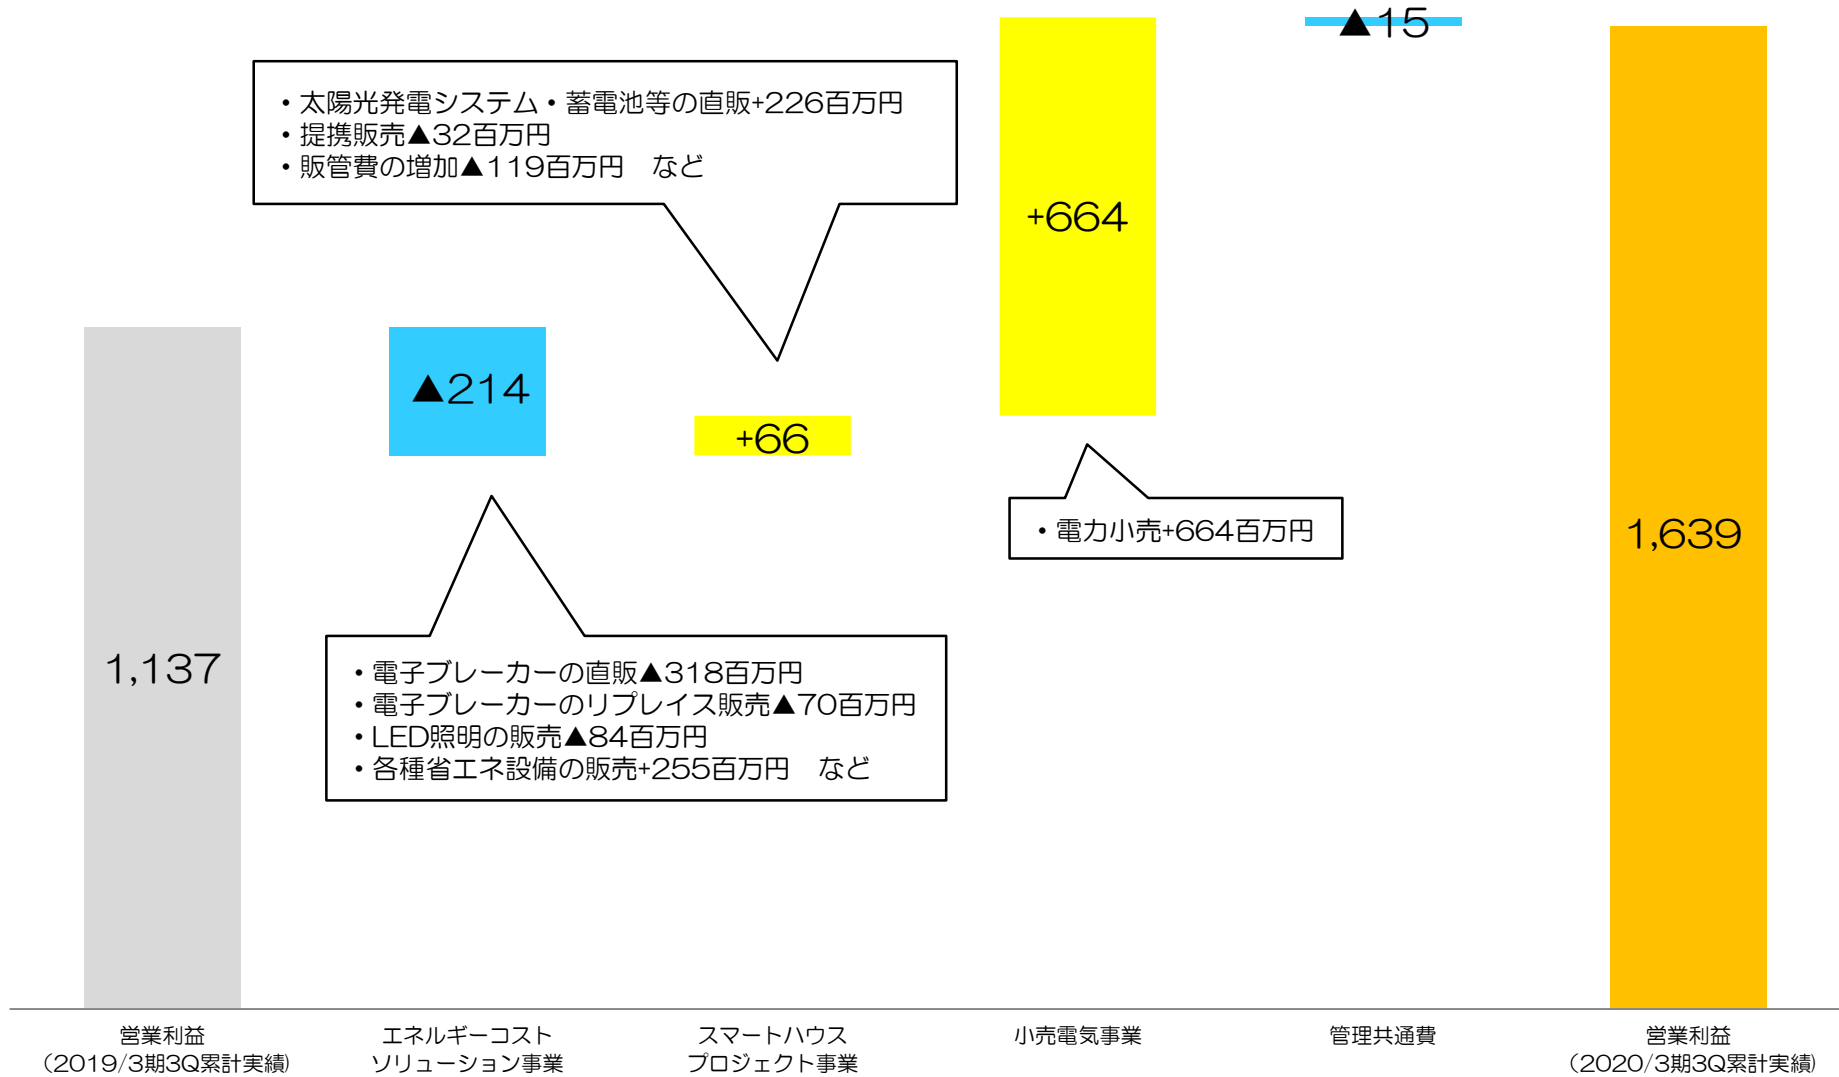 ▲15
・太陽光発電システム・蓄電池等の直販+226百万円
・提携販売▲32百万円
・販管費の増加▲119百万円　など
+664
▲214
+66
・電力小売+664百万円
1,639
1,137
・電子ブレーカーの直販▲318百万円
・電子ブレーカーのリプレイス販売▲70百万円
・LED照明の販売▲84百万円
・各種省エネ設備の販売+255百万円　など
営業利益
（2019/3期3Q累計実績）
エネルギーコスト
ソリューション事業
スマートハウス
プロジェクト事業
小売電気事業
管理共通費
営業利益
（2020/3期3Q累計実績）